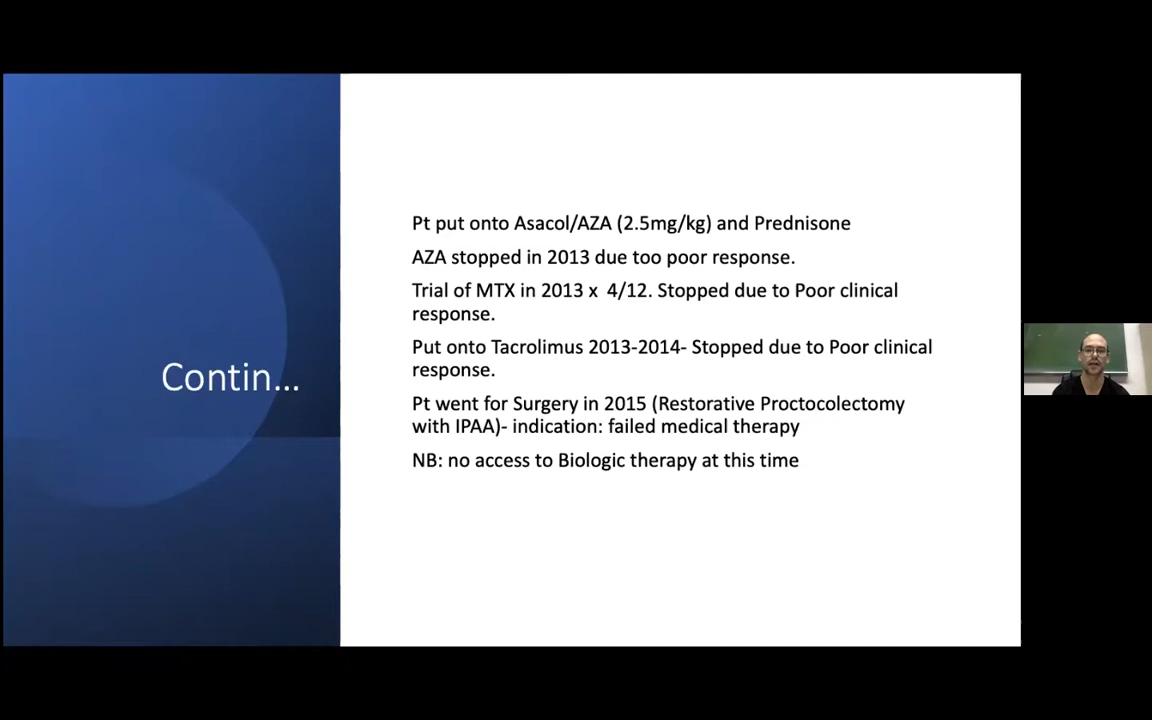 Contin...
Pt put onto Asacol/AZA (2.5mg/kg) and Prednisone
AZA stopped in 2013 due too poor response.
Trial of MTX in 2013 x  4/12. Stopped due to Poor clinical
response.
Put onto Tacrolimus 2013-2014- Stopped due to Poor clinical
response.
Pt went for Surgery in 2015 (Restorative Proctocolectomy
with IPAA)- indication: failed medical therapy
NB: no access to Biologic therapy at this time